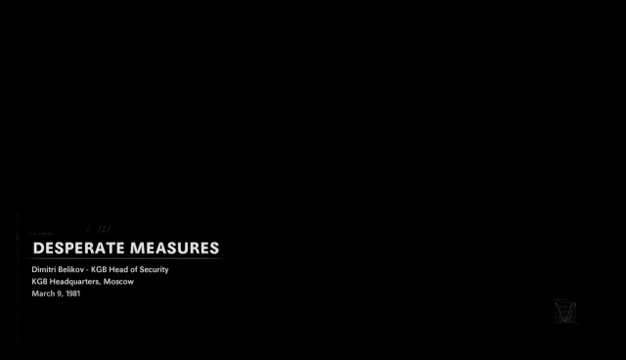 DESPERATE MEASURES
Dimitri Belikov - KGB Head of Security
KGB Headquarters, Moscow
March 9, 1981